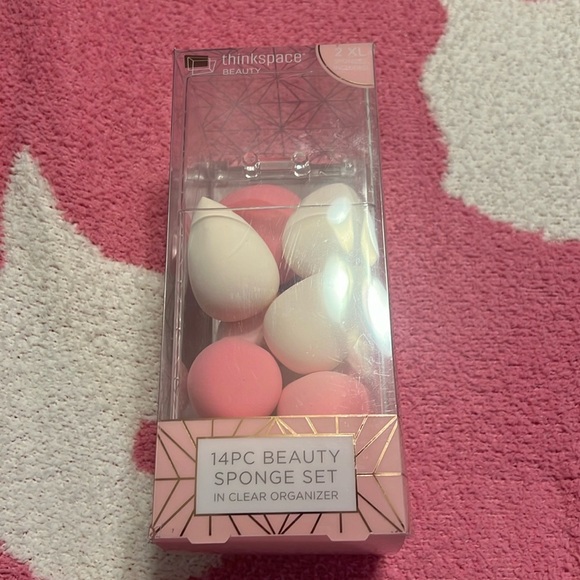 thinkspace
BEAUTY
2 XL
14PC BEAUTY
SPONGE SET
IN CLEAR ORGANIZER